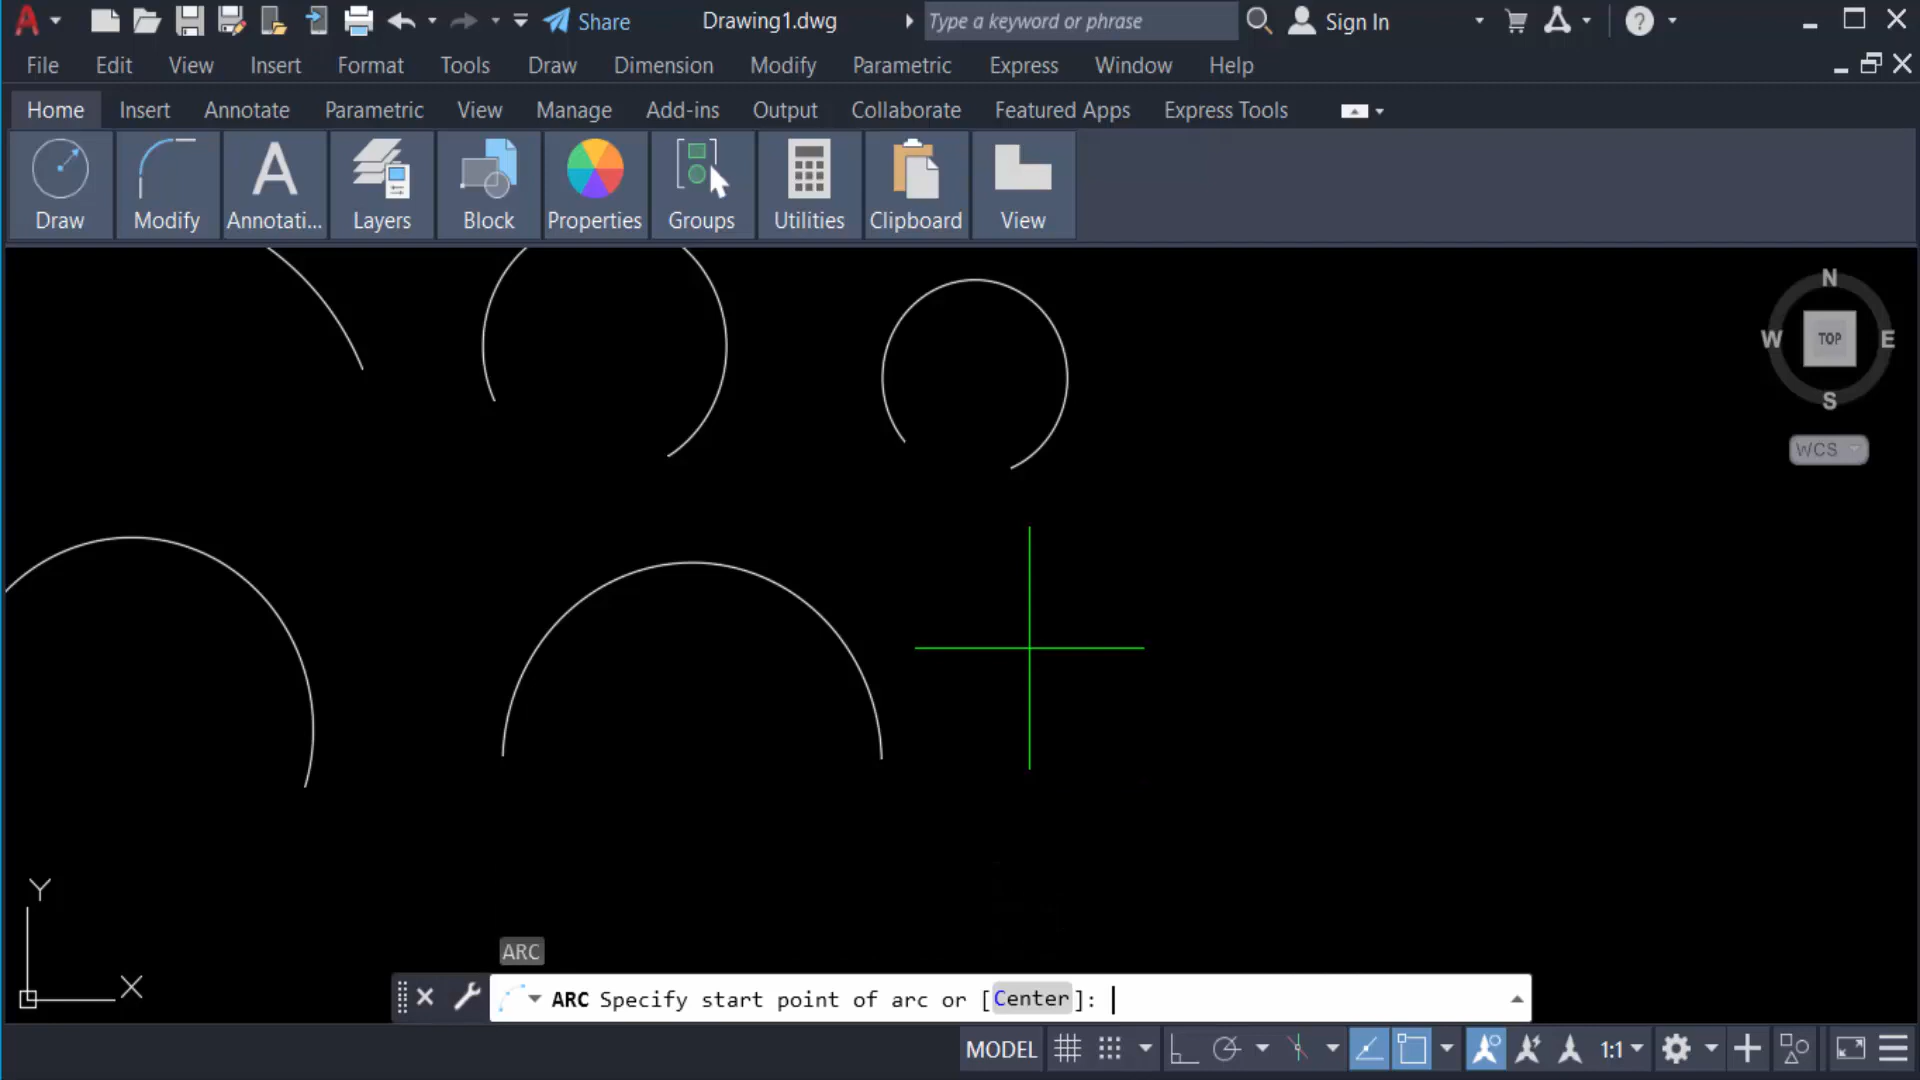 Share
Drawing1.dwg
Type a keyword or phrase
Sign In
File Edit View Insert Format Tools Draw Dimension Modify Parametric Express Window Help
Home Insert Annotate Parametric View Manage Add-ins Output Collaborate Featured Apps Express Tools
Draw Modify Annotati... Layers Block Properties Groups Utilities Clipboard View
N
W TOP E
S
WCS
Y
X
ARC
ARC Specify start point of arc or [Center]:
MODEL 1:1